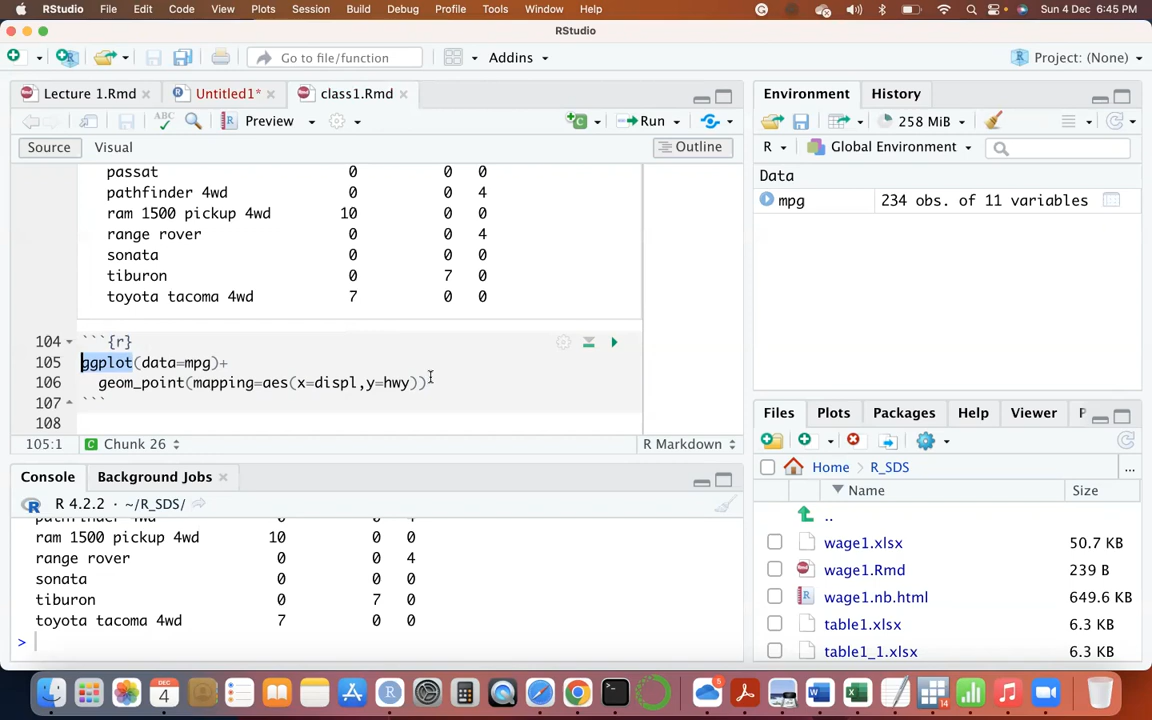 RStudio File Edit Code View Plots Session Build Debug Profile Tools Window Help Sun 4 Dec 6:45 PM
RStudio
Go to file/function Addins Project: (None)
Lecture 1.Rmd Untitled1* class1.Rmd
Preview Run
Source Visual Outline
passat 0 0 0
pathfinder 4wd 0 0 4
ram 1500 pickup 4wd 10 0 0
range rover 0 0 4
sonata 0 0 0
tiburon 0 7 0
toyota tacoma 4wd 7 0 0
104 ```{r}
105 ggplot(data=mpg)+
106 geom_point(mapping=aes(x=displ,y=hwy))
107 ```
108
105:1 Chunk 26 R Markdown
Console Background Jobs
R 4.2.2 · ~/R_SDS/
pathfinder 4wd 0 0 4
ram 1500 pickup 4wd 10 0 0
range rover 0 0 4
sonata 0 0 0
tiburon 0 7 0
toyota tacoma 4wd 7 0 0
>
Environment History
258 MiB
R Global Environment
Data
mpg 234 obs. of 11 variables
Files Plots Packages Help Viewer P
Home R_SDS ...
Name Size
..
wage1.xlsx 50.7 KB
wage1.Rmd 239 B
wage1.nb.html 649.6 KB
table1.xlsx 6.3 KB
table1_1.xlsx 6.3 KB
DEC
4